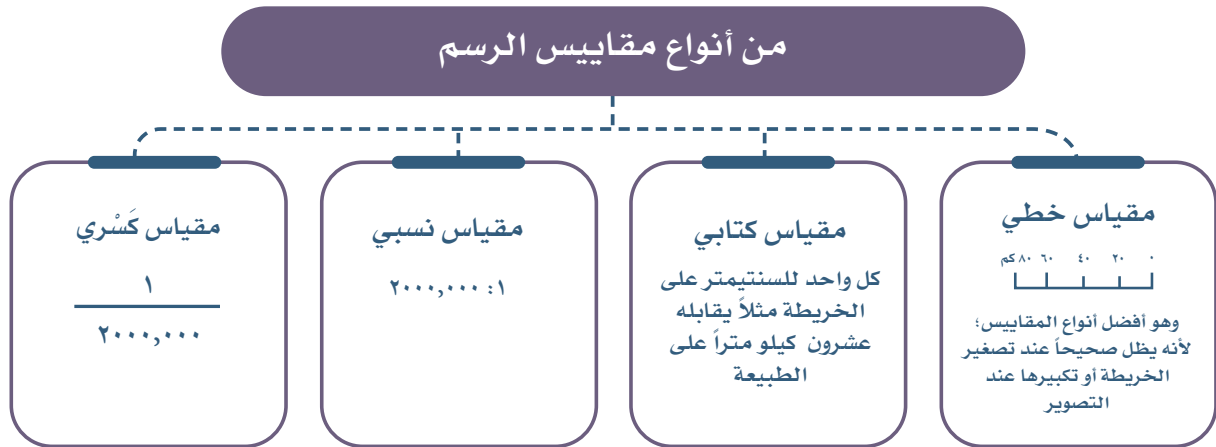 من أنواع مقاييس الرسم
مقياس خطي
٠ ٢٠ ٤٠ ٦٠ ٨٠ كم
وهو أفضل أنواع المقاييس؛
لأنه يظل صحيحاً عند تصغير
الخريطة أو تكبيرها عند
التصوير
مقياس كتابي
كل واحد للسنتيمتر على
الخريطة مثلاً يقابله
عشرون كيلو متراً على
الطبيعة
مقياس نسبي
١: ٢٠٠٠,٠٠٠
مقياس كَسْري
١
٢٠٠٠,٠٠٠